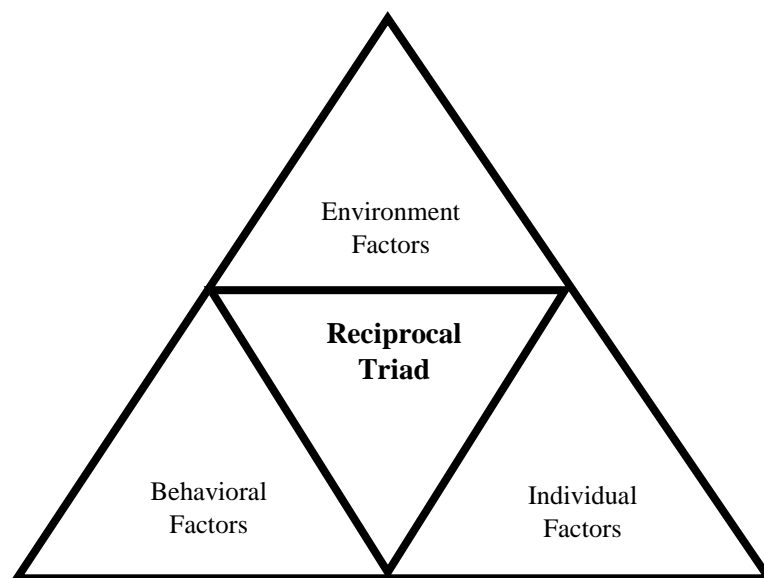 Environment
Factors
Reciprocal
Triad
Behavioral
Factors
Individual
Factors